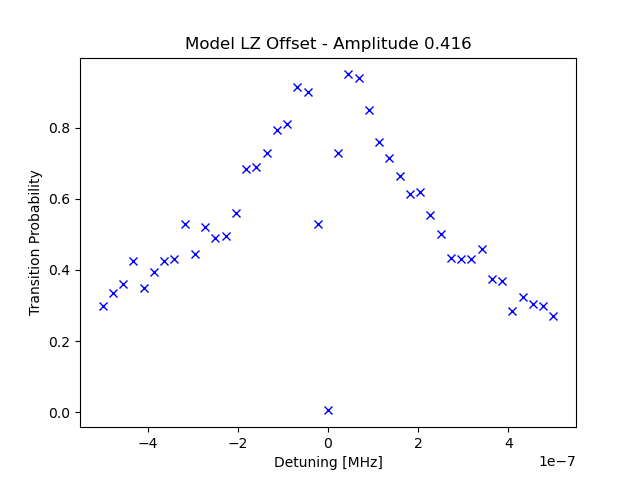 Model LZ Offset - Amplitude 0.416
Transition Probability
0.8
0.6
0.4
0.2
0.0
−4
−2
0
2
4
1e−7
Detuning [MHz]